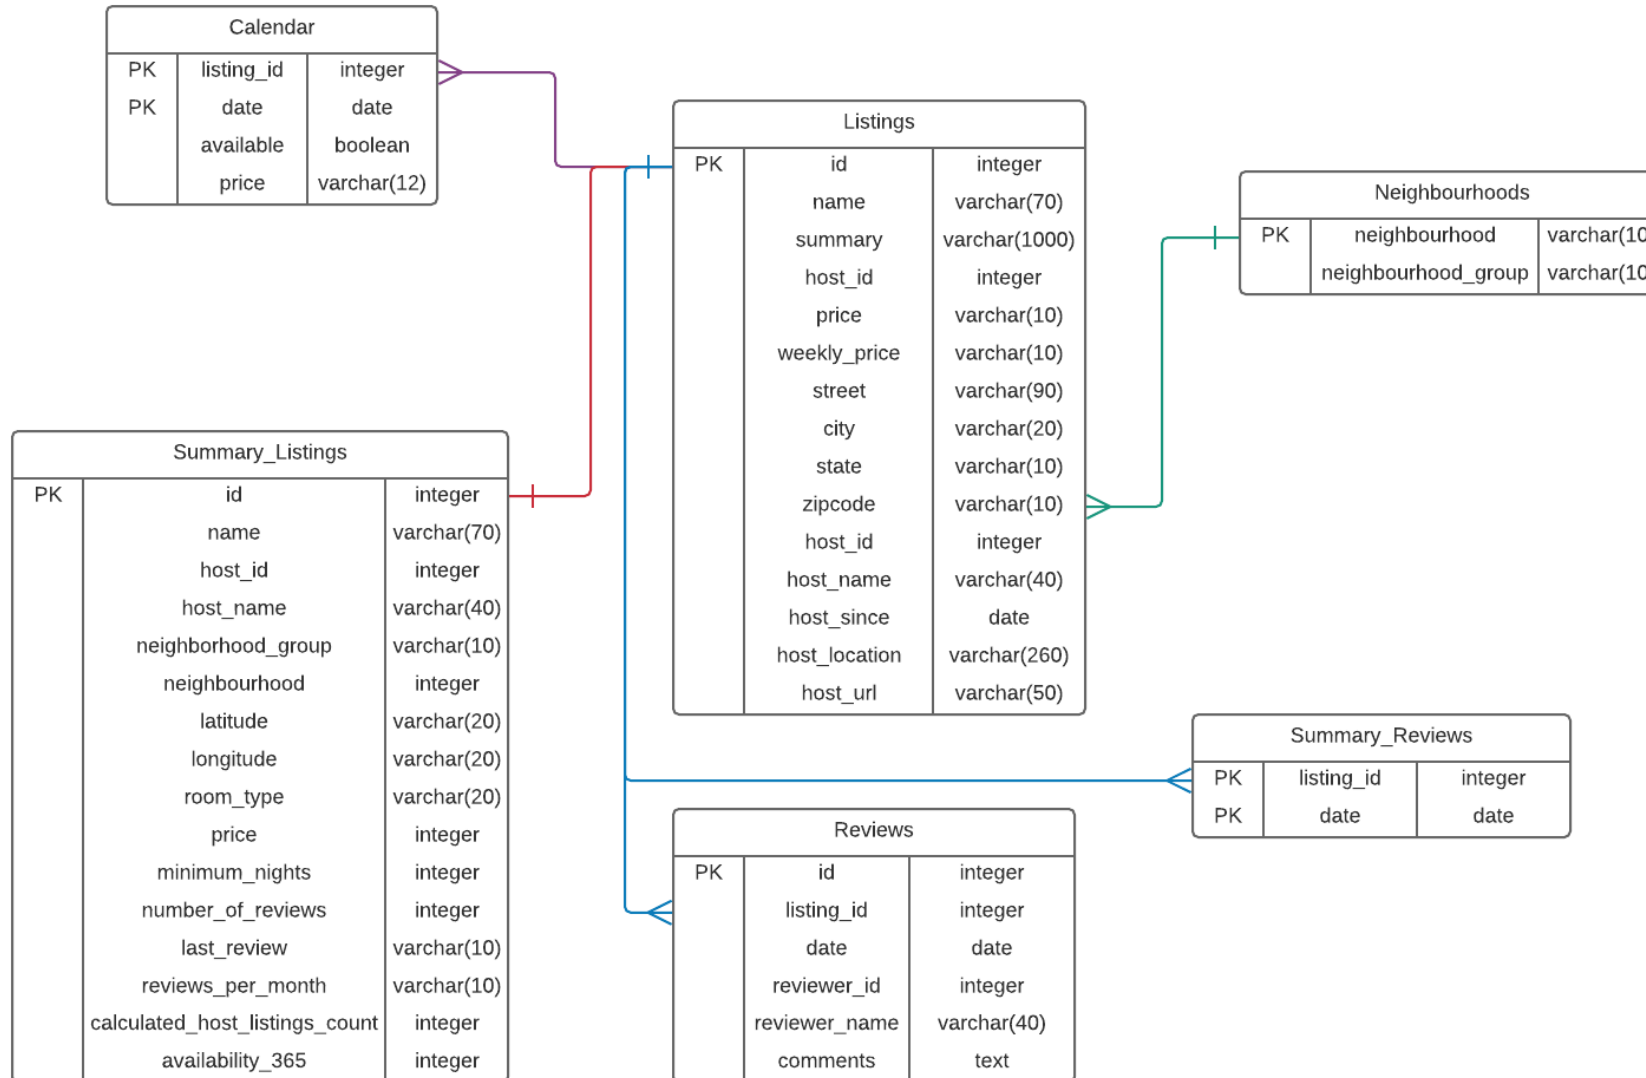 Calendar
PK listing_id integer
PK date date
available boolean
price varchar(12)
Listings
PK id integer
name varchar(70)
summary varchar(1000)
host_id integer
price varchar(10)
weekly_price varchar(10)
street varchar(90)
city varchar(20)
state varchar(10)
zipcode varchar(10)
host_id integer
host_name varchar(40)
host_since date
host_location varchar(260)
host_url varchar(50)
Neighbourhoods
PK neighbourhood varchar(10
neighbourhood_group varchar(10
Summary_Listings
PK id integer
name varchar(70)
host_id integer
host_name varchar(40)
neighborhood_group varchar(10)
neighbourhood integer
latitude varchar(20)
longitude varchar(20)
room_type varchar(20)
price integer
minimum_nights integer
number_of_reviews integer
last_review varchar(10)
reviews_per_month varchar(10)
calculated_host_listings_count integer
availability_365 integer
Summary_Reviews
PK listing_id integer
PK date date
Reviews
PK id integer
listing_id integer
date date
reviewer_id integer
reviewer_name varchar(40)
comments text